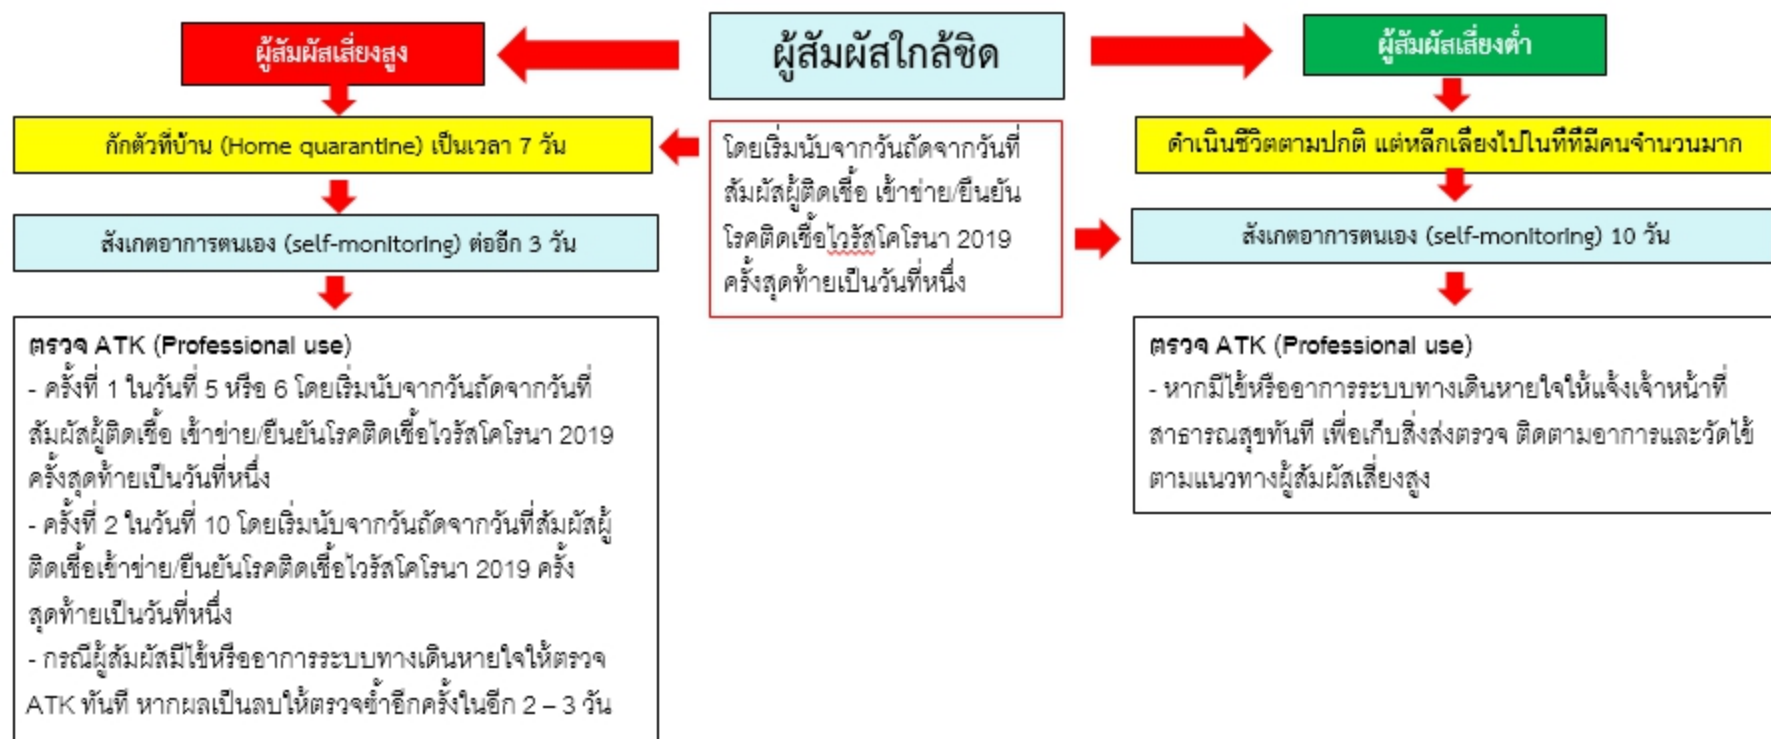 ผู้สัมผัสใกล้ชิด
ผู้สัมผัสเสี่ยงสูง
กักตัวที่บ้าน (Home quarantine) เป็นเวลา 7 วัน
สังเกตอาการตนเอง (self-monitoring) ต่ออีก 3 วัน
ตรวจ ATK (Professional use)
- ครั้งที่ 1 ในวันที่ 5 หรือ 6 โดยเริ่มนับจากวันถัดจากวันที่
สัมผัสผู้ติดเชื้อ เข้าข่าย/ยืนยันโรคติดเชื้อไวรัสโคโรนา 2019
ครั้งสุดท้ายเป็นวันที่หนึ่ง
- ครั้งที่ 2 ในวันที่ 10 โดยเริ่มนับจากวันถัดจากวันที่สัมผัสผู้
ติดเชื้อเข้าข่าย/ยืนยันโรคติดเชื้อไวรัสโคโรนา 2019 ครั้ง
สุดท้ายเป็นวันที่หนึ่ง
- กรณีผู้สัมผัสมีไข้หรืออาการระบบทางเดินหายใจให้ตรวจ
ATK ทันที หากผลเป็นลบให้ตรวจซ้ำอีกครั้งในอีก 2 – 3 วัน
โดยเริ่มนับจากวันถัดจากวันที่
สัมผัสผู้ติดเชื้อ เข้าข่าย/ยืนยัน
โรคติดเชื้อไวรัสโคโรนา 2019
ครั้งสุดท้ายเป็นวันที่หนึ่ง
ผู้สัมผัสเสี่ยงต่ำ
ดำเนินชีวิตตามปกติ แต่หลีกเลี่ยงไปในที่ที่มีคนจำนวนมาก
สังเกตอาการตนเอง (self-monitoring) 10 วัน
ตรวจ ATK (Professional use)
- หากมีไข้หรืออาการระบบทางเดินหายใจให้แจ้งเจ้าหน้าที่
สาธารณสุขทันที เพื่อเก็บสิ่งส่งตรวจ ติดตามอาการและวัดไข้
ตามแนวทางผู้สัมผัสเสี่ยงสูง